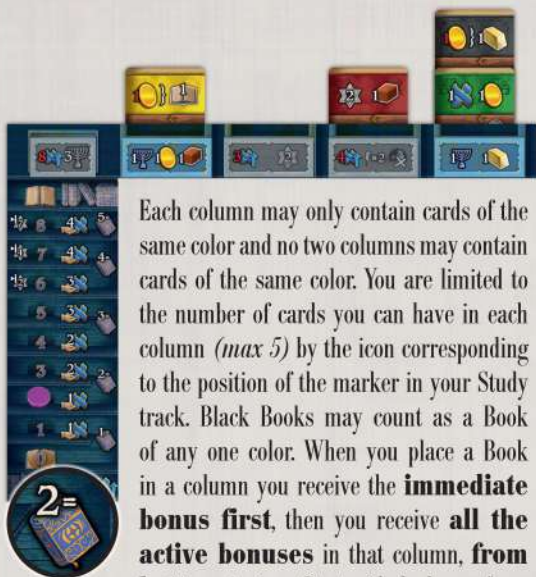 Each column may only contain cards of the
same color and no two columns may contain
cards of the same color. You are limited to
the number of cards you can have in each
column (max 5) by the icon corresponding
to the position of the marker in your Study
track. Black Books may count as a Book
of any one color. When you place a Book
in a column you receive the immediate
bonus first, then you receive all the
active bonuses in that column, from
2=